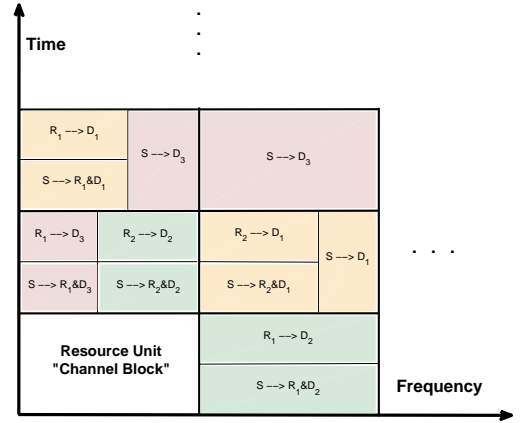 Time
R1 --> D1
S --> R1&D1
S --> D3
S --> D3
R1 --> D3
S --> R1&D3
R2 --> D2
S --> R2&D2
R2 --> D1
S --> R2&D1
S --> D1
Resource Unit
"Channel Block"
R1 --> D2
S --> R1&D2
Frequency